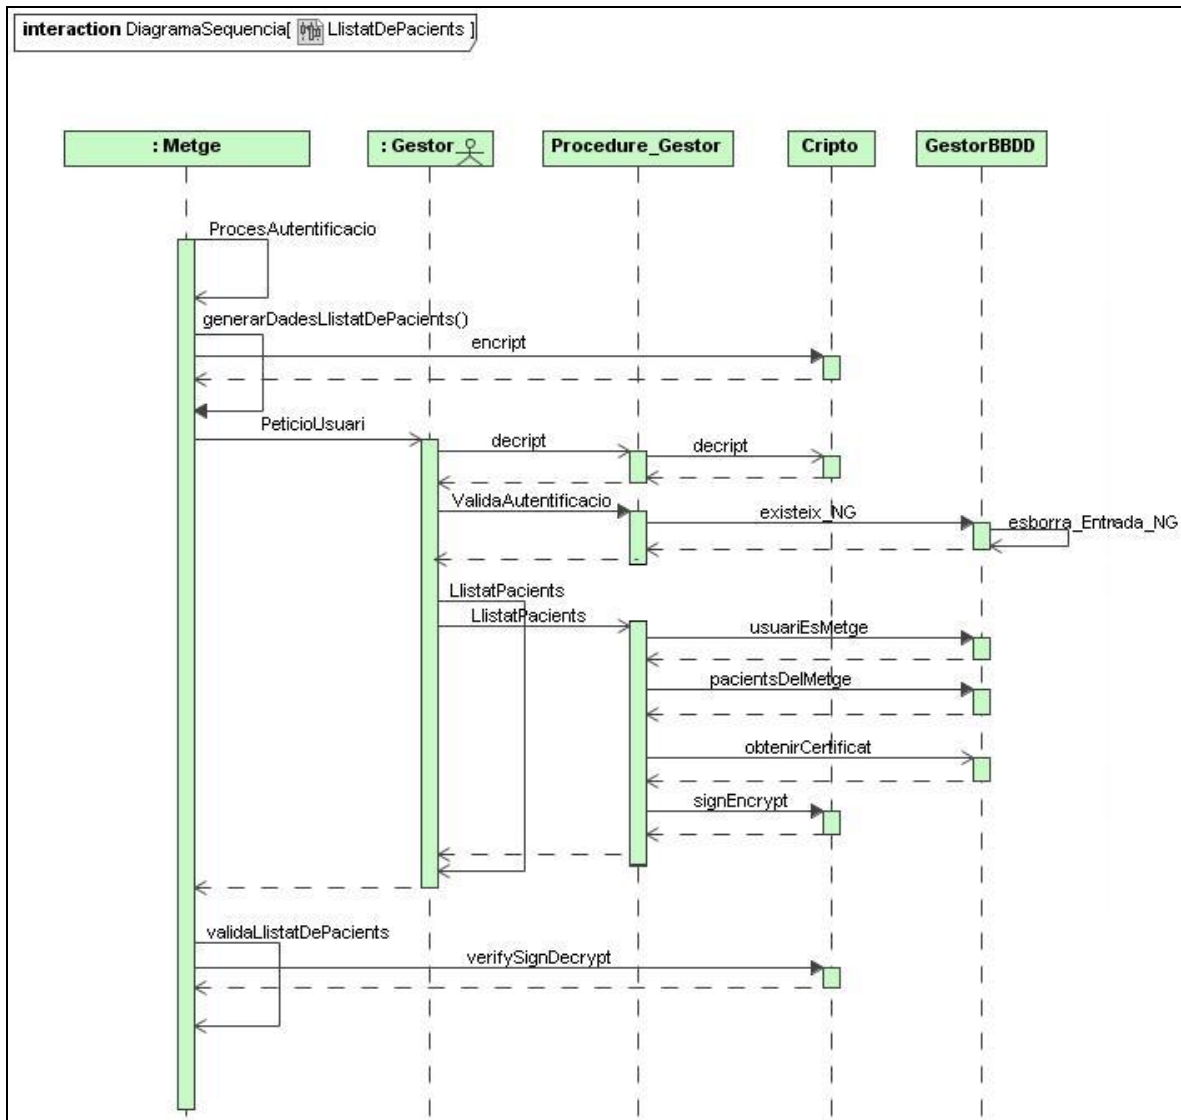 interaction DiagramaSequencia[ LlistatDePacients ]
: Metge
: Gestor
Procedure_Gestor
Cripto
GestorBBDD
ProcesAutentificacio
generarDadesLlistatDePacients()
encript
PeticioUsuari
decript
decript
ValidaAutentificacio
existeix_NG
esborra_Entrada_NG
LlistatPacients
LlistatPacients
usuariEsMetge
pacientsDelMetge
obtenirCertificat
signEncrypt
validaLlistatDePacients
verifySignDecrypt